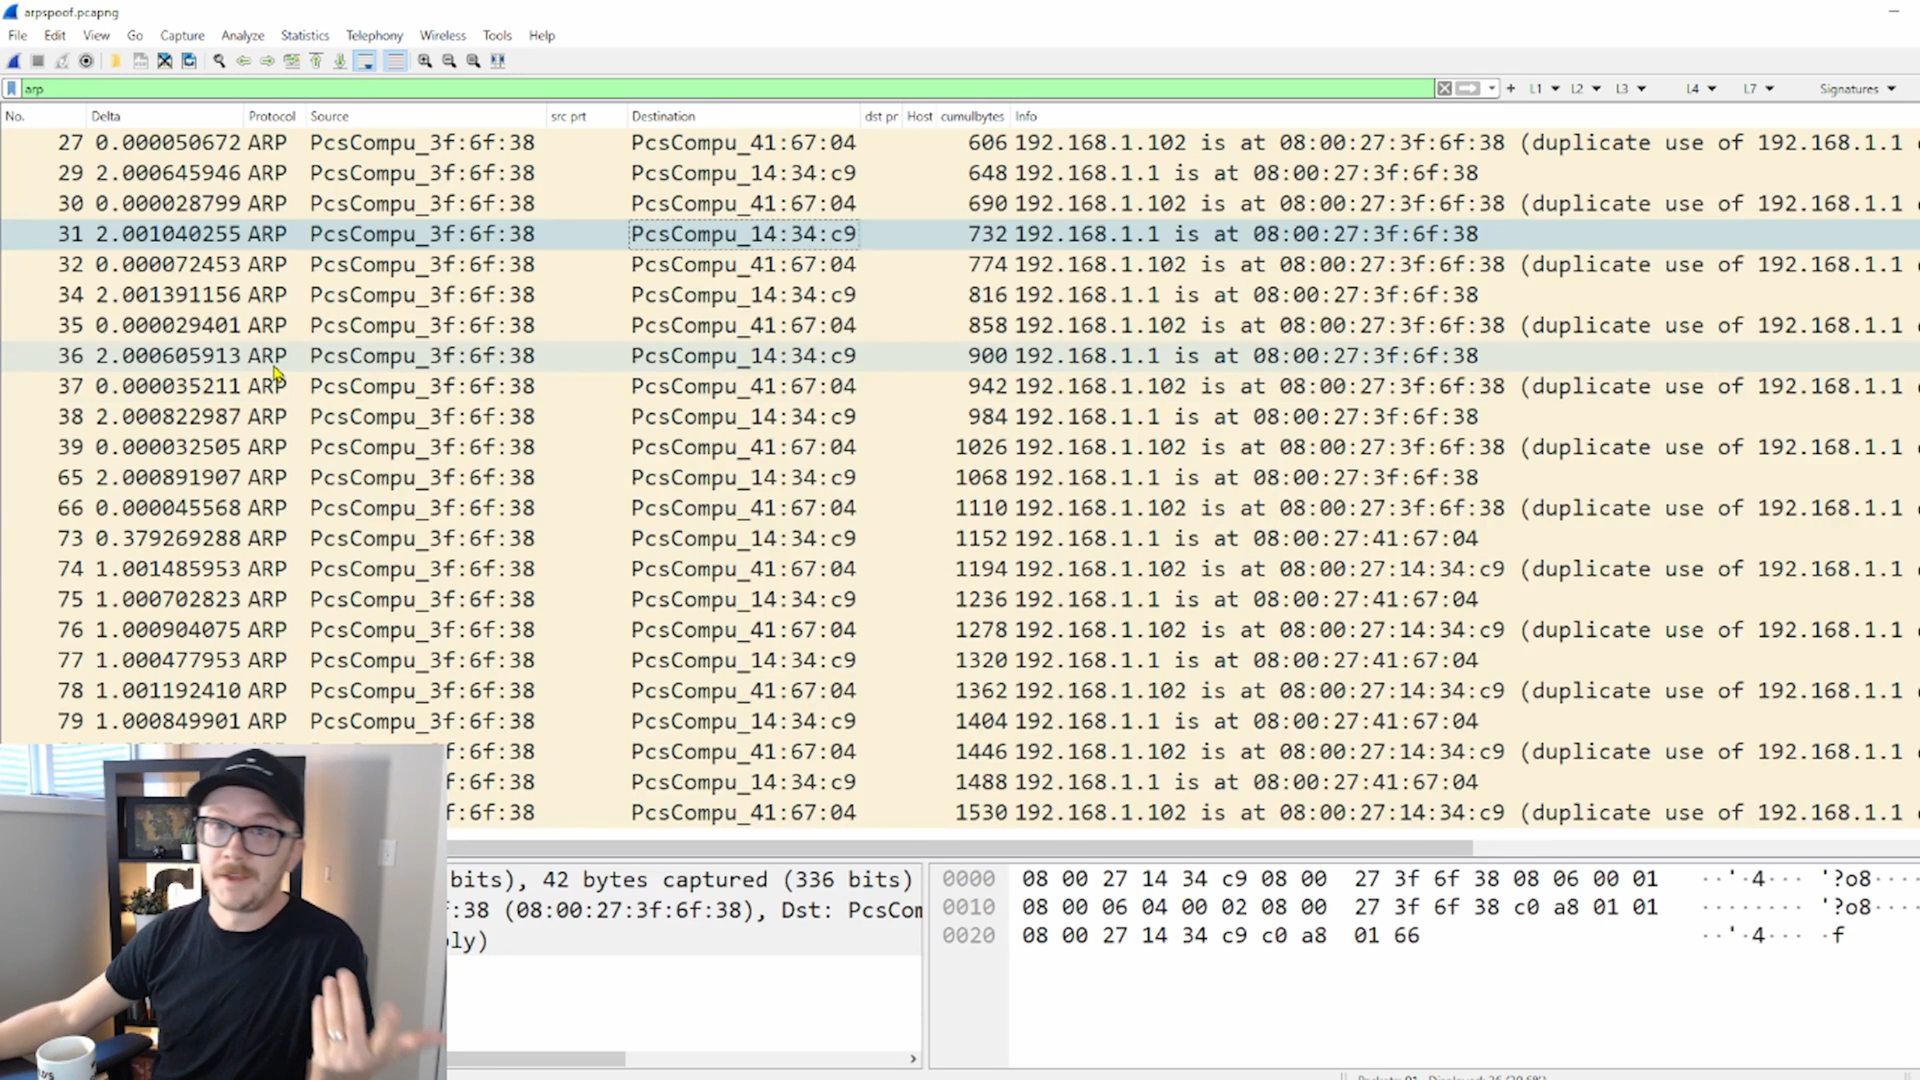 arpspoof.pcapng
File Edit View Go Capture Analyze Statistics Telephony Wireless Tools Help
arp + L1 L2 L3 L4 L7 Signatures
No. Delta Protocol Source src prt Destination dst pr Host cumulbytes Info
27 0.000050672 ARP PcsCompu_3f:6f:38 PcsCompu_41:67:04 606 192.168.1.102 is at 08:00:27:3f:6f:38 (duplicate use of 192.168.1.1
29 2.000645946 ARP PcsCompu_3f:6f:38 PcsCompu_14:34:c9 648 192.168.1.1 is at 08:00:27:3f:6f:38
30 0.000028799 ARP PcsCompu_3f:6f:38 PcsCompu_41:67:04 690 192.168.1.102 is at 08:00:27:3f:6f:38 (duplicate use of 192.168.1.1
31 2.001040255 ARP PcsCompu_3f:6f:38 PcsCompu_14:34:c9 732 192.168.1.1 is at 08:00:27:3f:6f:38
32 0.000072453 ARP PcsCompu_3f:6f:38 PcsCompu_41:67:04 774 192.168.1.102 is at 08:00:27:3f:6f:38 (duplicate use of 192.168.1.1
34 2.001391156 ARP PcsCompu_3f:6f:38 PcsCompu_14:34:c9 816 192.168.1.1 is at 08:00:27:3f:6f:38
35 0.000029401 ARP PcsCompu_3f:6f:38 PcsCompu_41:67:04 858 192.168.1.102 is at 08:00:27:3f:6f:38 (duplicate use of 192.168.1.1
36 2.000605913 ARP PcsCompu_3f:6f:38 PcsCompu_14:34:c9 900 192.168.1.1 is at 08:00:27:3f:6f:38
37 0.000035211 ARP PcsCompu_3f:6f:38 PcsCompu_41:67:04 942 192.168.1.102 is at 08:00:27:3f:6f:38 (duplicate use of 192.168.1.1
38 2.000822987 ARP PcsCompu_3f:6f:38 PcsCompu_14:34:c9 984 192.168.1.1 is at 08:00:27:3f:6f:38
39 0.000032505 ARP PcsCompu_3f:6f:38 PcsCompu_41:67:04 1026 192.168.1.102 is at 08:00:27:3f:6f:38 (duplicate use of 192.168.1.1
65 2.000891907 ARP PcsCompu_3f:6f:38 PcsCompu_14:34:c9 1068 192.168.1.1 is at 08:00:27:3f:6f:38
66 0.000045568 ARP PcsCompu_3f:6f:38 PcsCompu_41:67:04 1110 192.168.1.102 is at 08:00:27:3f:6f:38 (duplicate use of 192.168.1.1
73 0.379269288 ARP PcsCompu_3f:6f:38 PcsCompu_14:34:c9 1152 192.168.1.1 is at 08:00:27:41:67:04
74 1.001485953 ARP PcsCompu_3f:6f:38 PcsCompu_41:67:04 1194 192.168.1.102 is at 08:00:27:14:34:c9 (duplicate use of 192.168.1.1
75 1.000702823 ARP PcsCompu_3f:6f:38 PcsCompu_14:34:c9 1236 192.168.1.1 is at 08:00:27:41:67:04
76 1.000904075 ARP PcsCompu_3f:6f:38 PcsCompu_41:67:04 1278 192.168.1.102 is at 08:00:27:14:34:c9 (duplicate use of 192.168.1.1
77 1.000477953 ARP PcsCompu_3f:6f:38 PcsCompu_14:34:c9 1320 192.168.1.1 is at 08:00:27:41:67:04
78 1.001192410 ARP PcsCompu_3f:6f:38 PcsCompu_41:67:04 1362 192.168.1.102 is at 08:00:27:14:34:c9 (duplicate use of 192.168.1.1
79 1.000849901 ARP PcsCompu_3f:6f:38 PcsCompu_14:34:c9 1404 192.168.1.1 is at 08:00:27:41:67:04
f:6f:38 PcsCompu_41:67:04 1446 192.168.1.102 is at 08:00:27:14:34:c9 (duplicate use of 192.168.1.1
f:6f:38 PcsCompu_14:34:c9 1488 192.168.1.1 is at 08:00:27:41:67:04
f:6f:38 PcsCompu_41:67:04 1530 192.168.1.102 is at 08:00:27:14:34:c9 (duplicate use of 192.168.1.1
bits), 42 bytes captured (336 bits)
:38 (08:00:27:3f:6f:38), Dst: PcsCom
ly)
0000 08 00 27 14 34 c9 08 00 27 3f 6f 38 08 06 00 01 ··'·4··· '?o8····
0010 08 00 06 04 00 02 08 00 27 3f 6f 38 c0 a8 01 01 ········ '?o8····
0020 08 00 27 14 34 c9 c0 a8 01 66 ··'·4··· ·f